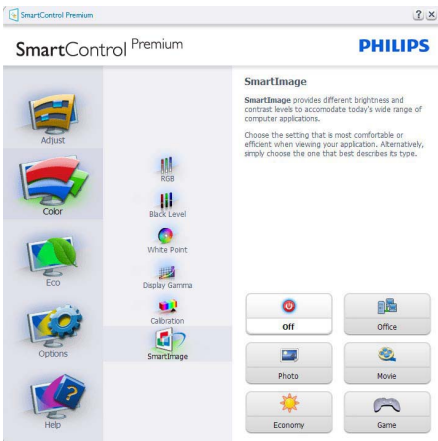 SmartControl Premium
? X
SmartControl Premium
PHILIPS
Adjust
Color
Eco
Options
Help
RGB
Black Level
White Point
Display Gamma
Calibration
SmartImage
SmartImage
SmartImage provides different brightness and
contrast levels to accomodate today's wide range of
computer applications.
Choose the setting that is most comfortable or
efficient when viewing your application. Alternatively,
simply choose the one that best describes its type.
Off
Office
Photo
Movie
Economy
Game